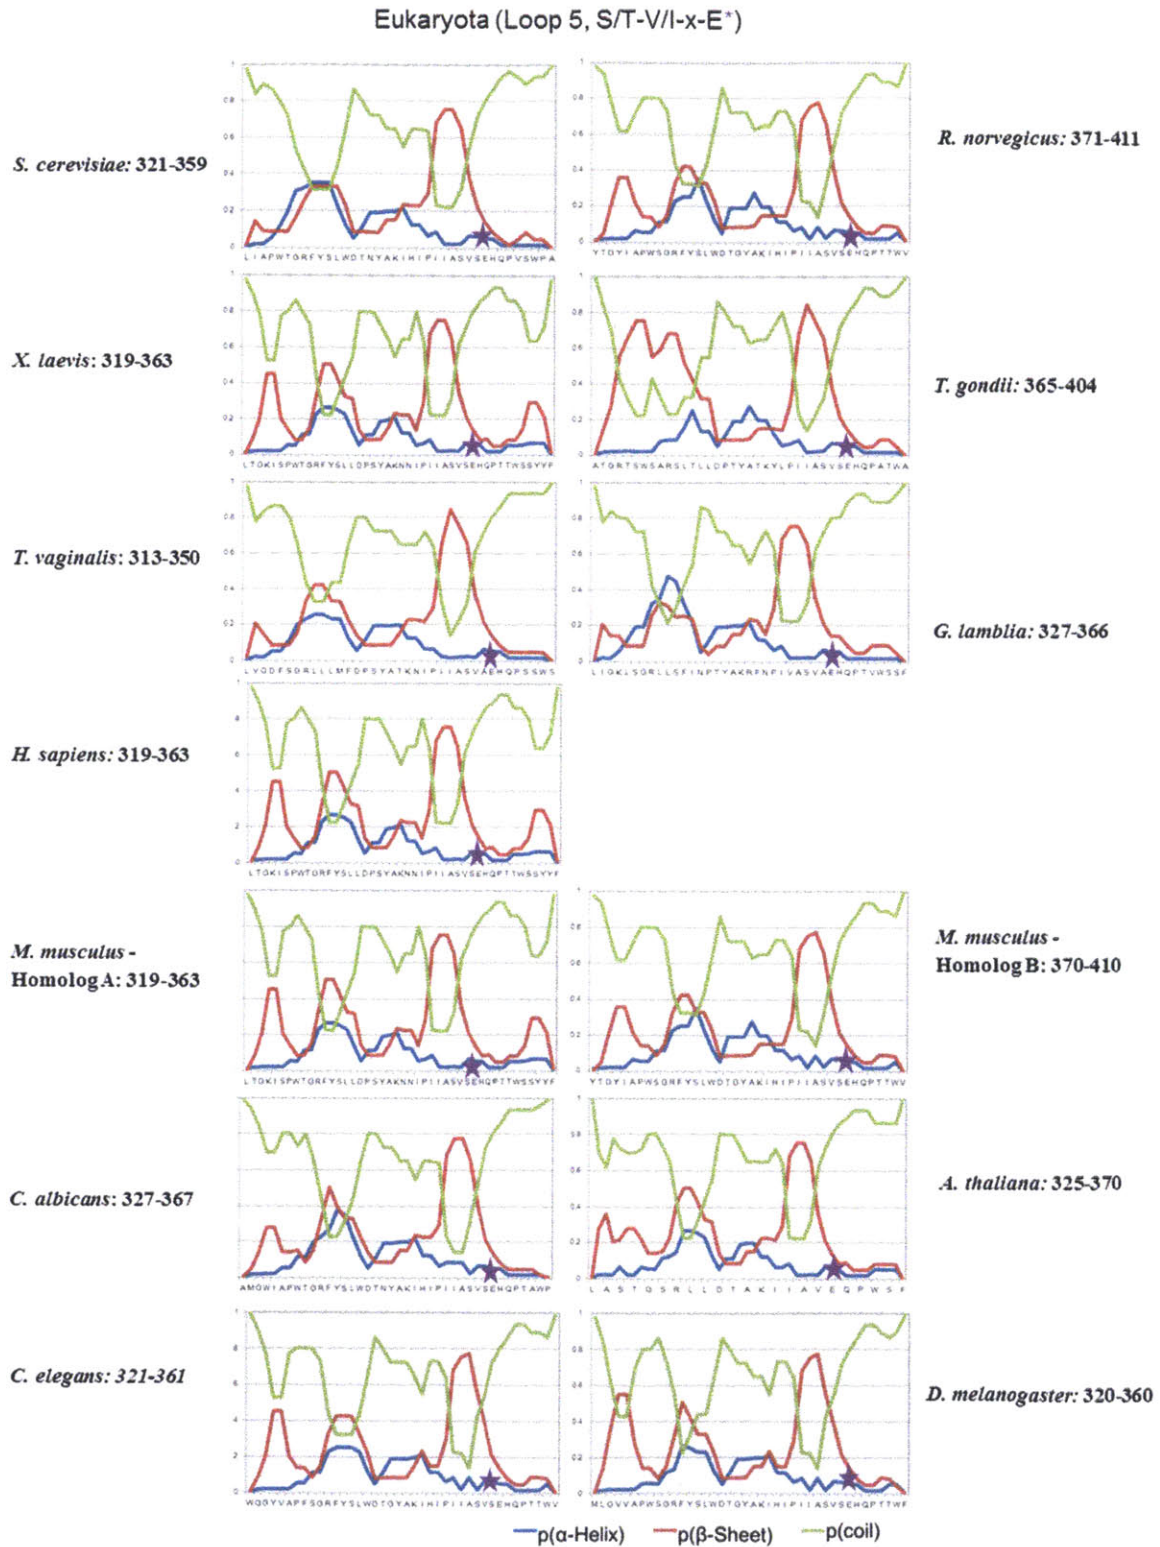 Eukaryota (Loop 5, S/T-V/I-x-E*)
S. cerevisiae: 321-359
R. norvegicus: 371-411
L I A P W T G R F Y S L W D T N Y A K I H I P I I A S V S E H Q P V S W P A
Y T G Y I A P W S G R F Y S L W D T G Y A K I H I P I I A S V S E H Q P T T W V
X. laevis: 319-363
T. gondii: 365-404
L T G K I S P W T G R F Y S L L D P S Y A K N N I P I I A S V S E H Q P T T W S S Y Y F
A T G R T S W S A R S L T L L D P T Y A T K Y L P I I A S V S E H Q P A T W A
T. vaginalis: 313-350
G. lamblia: 327-366
L Y Q D F S D R L L L M F D P S Y A T K N I P I I A S V A E H Q P S S W S
L I G K L S G R L L S F I N P T Y A K R F N P I V A S V A E H Q P T V W S S F
H. sapiens: 319-363
L T G K I S P W T G R F Y S L L D P S Y A K N N I P I I A S V S E H Q P T T W S S Y Y F
M. musculus -
Homolog A: 319-363
M. musculus -
Homolog B: 370-410
L T G K I S P W T G R F Y S L L D P S Y A K N N I P I I A S V S E H Q P T T W S S Y Y F
Y T G Y I A P W S G R F Y S L W D T G Y A K I H I P I I A S V S E H Q P T T W V
C. albicans: 327-367
A. thaliana: 325-370
A M G W I A P W T G R F Y S L W D T N Y A K I H I P I I A S V S E H Q P T A W P
L A S T G S R L L D T A K I I A V E Q P W S F
C. elegans: 321-361
D. melanogaster: 320-360
W Q G Y V A P F S G R F Y S L W D T G Y A K I H I P I I A S V S E H Q P T T W V
M L G V V A P W S G R F Y S L W D T G Y A K I H I P I I A S V S E H Q P T T W F
p(α-Helix) p(β-Sheet) p(coil)